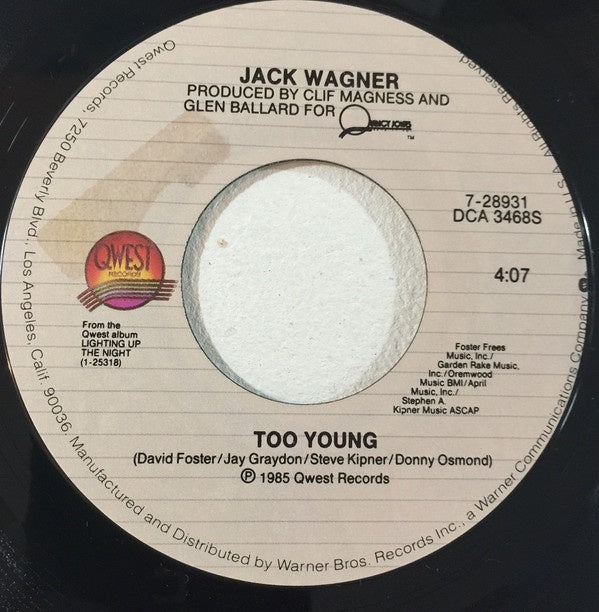 JACK WAGNER
PRODUCED BY CLIF MAGNESS AND
GLEN BALLARD FOR QUINCY JONES
PRODUCTIONS
TM
7-28931
DCA 3468S
4:07
QWEST
RECORDS
From the
Qwest album
LIGHTING UP
THE NIGHT
(1-25318)
Foster Frees
Music, Inc./
Garden Rake Music,
Inc./Oremwood
Music BMI/April
Music, Inc./
Stephen A.
Kipner Music ASCAP
TOO YOUNG
(David Foster/Jay Graydon/Steve Kipner/Donny Osmond)
℗ 1985 Qwest Records
Qwest Records, 7250 Beverly Blvd., Los Angeles, Calif. 90036. Manufactured and Distributed by Warner Bros. Records Inc., a Warner Communications Company Made in U.S.A. All Rights Reserved